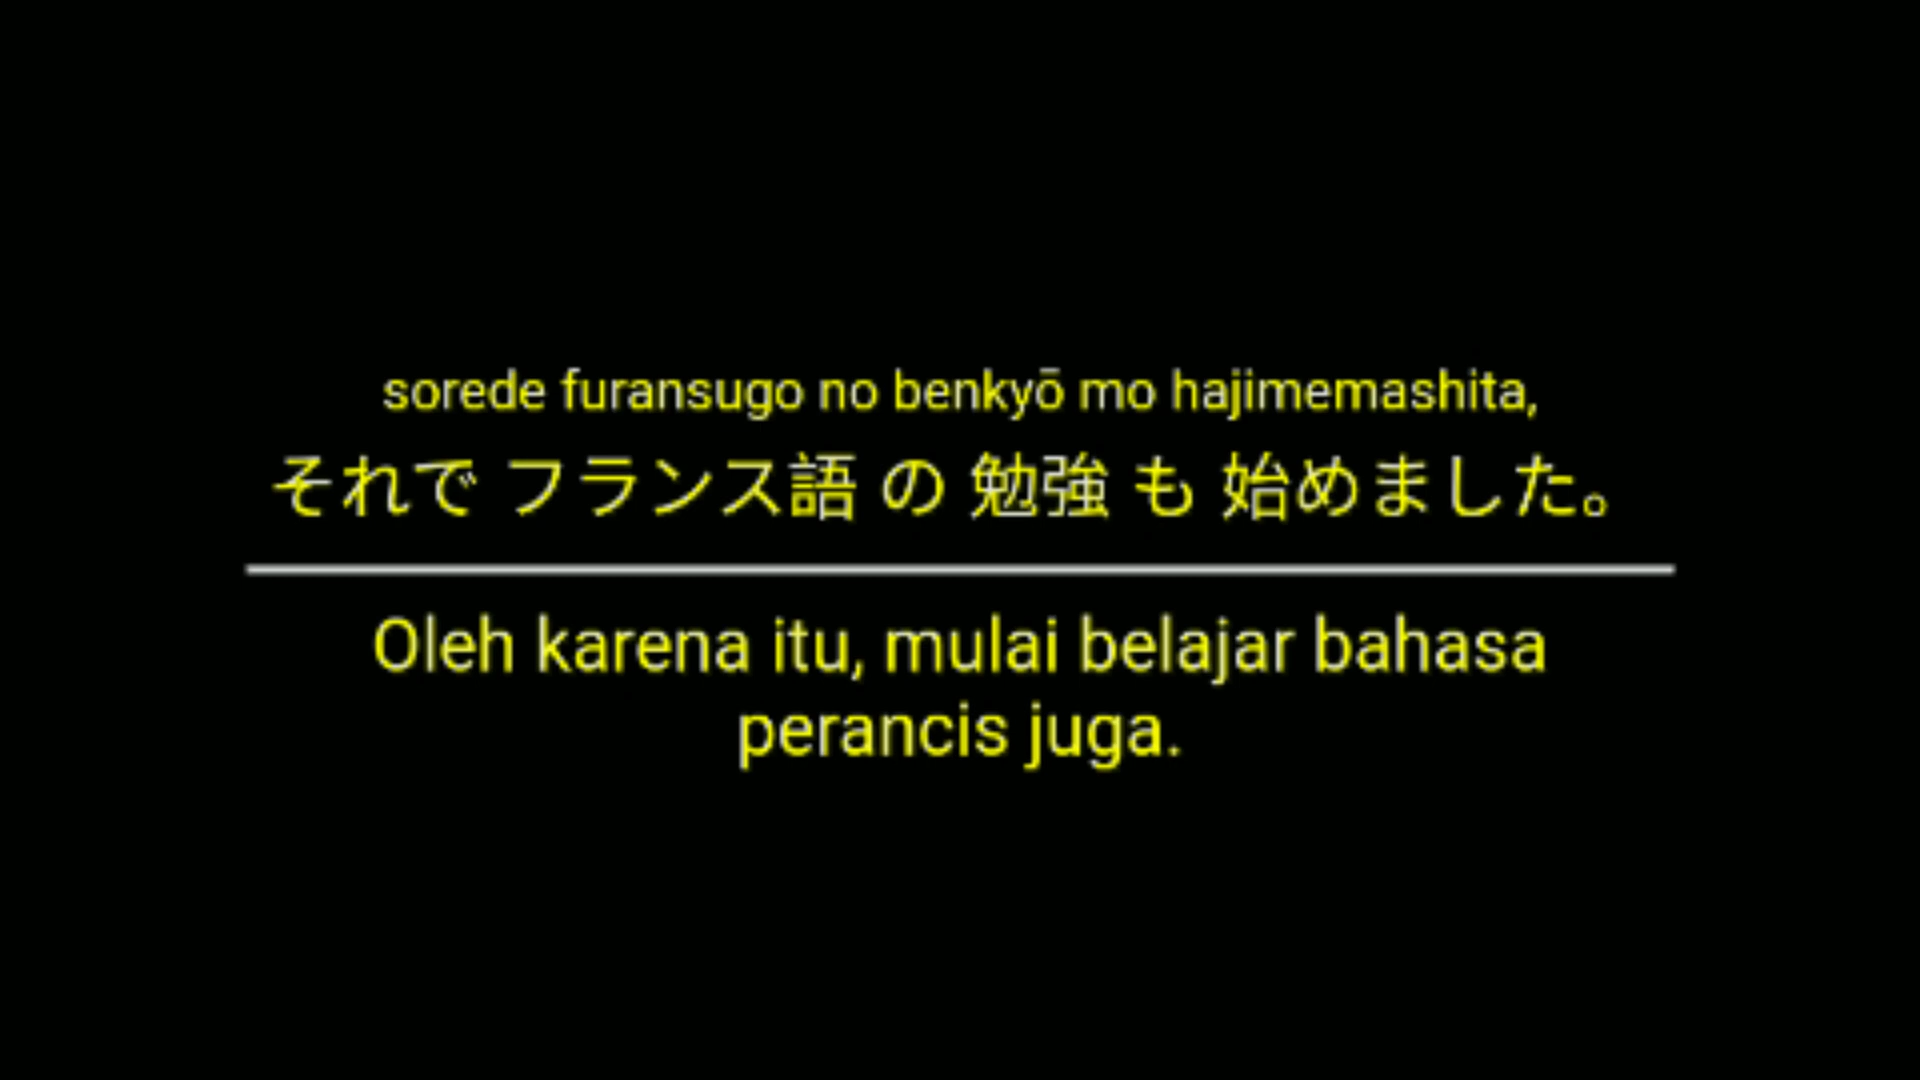 sorede furansugo no benkyō mo hajimemashita,
それで フランス語 の 勉強 も 始めました。
Oleh karena itu, mulai belajar bahasa
perancis juga.